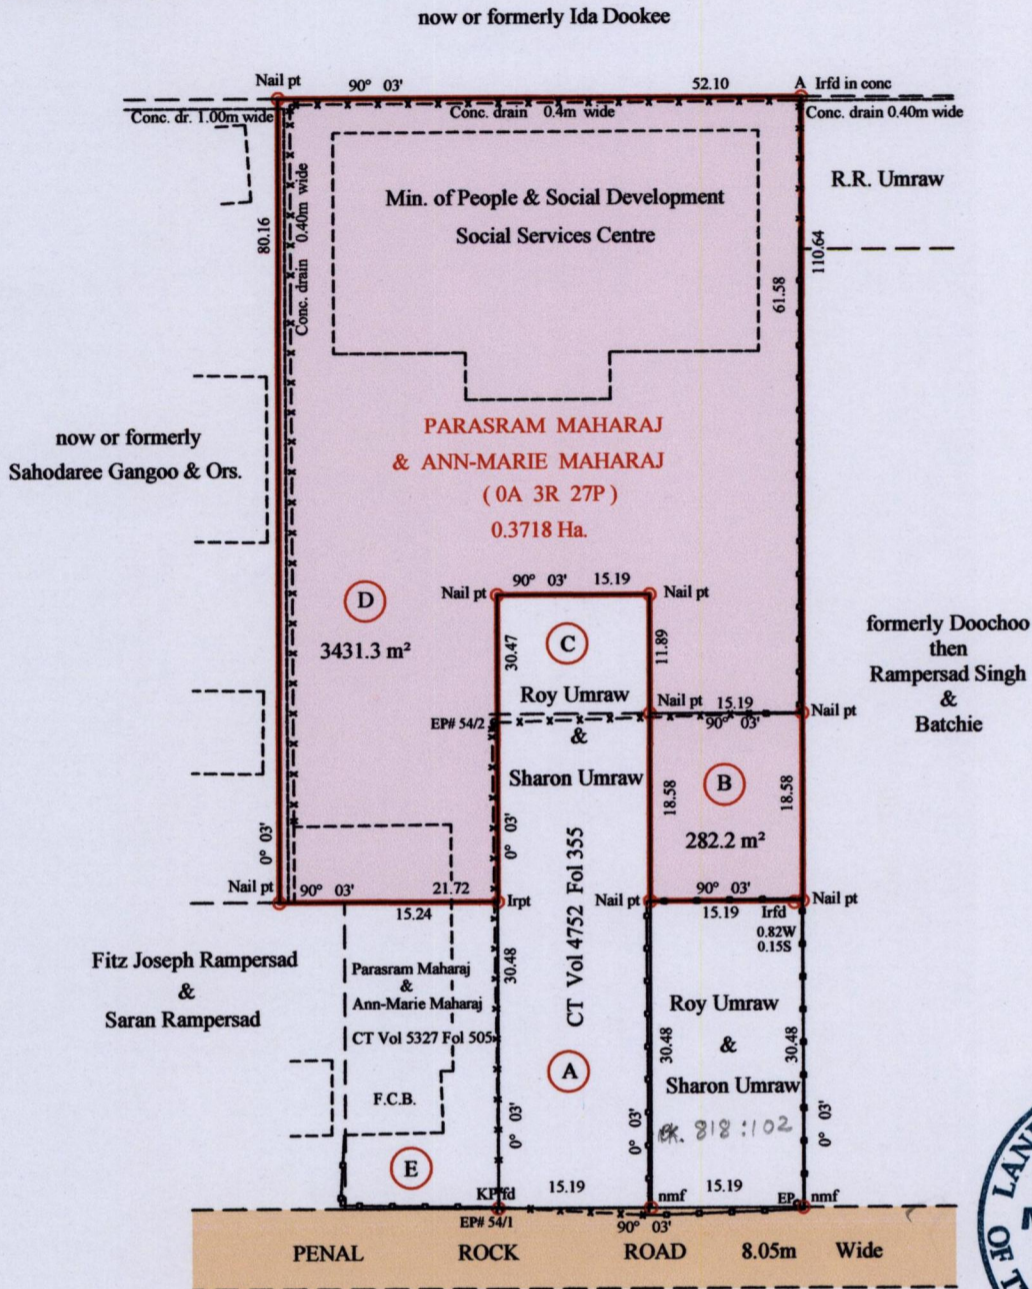 now or formerly Ida Dookee
Nail pt
90° 03'
52.10
A Irfd in conc
Conc. dr. 1.00m wide
Conc. drain 0.4m wide
Conc. drain 0.40m wide
R.R. Umraw
Min. of People & Social Development
Social Services Centre
80.16
Conc. drain 0.40m wide
61.58
110.64
PARASRAM MAHARAJ
& ANN-MARIE MAHARAJ
( 0A 3R 27P )
0.3718 Ha.
now or formerly
Sahodaree Gangoo & Ors.
Nail pt
90° 03'
15.19
Nail pt
D
3431.3 m²
30.47
C
11.89
Roy Umraw
&
Sharon Umraw
Nail pt
15.19
90° 03'
Nail pt
EP# 54/2
formerly Doochoo
then
Rampersad Singh
&
Batchie
B
18.58
18.58
282.2 m²
0° 03'
0° 03'
CT Vol 4752 Fol 355
Nail pt
90° 03'
21.72
15.24
Irpt
Nail pt
90° 03'
15.19
Irfd
0.82W
0.15S
Nail pt
Fitz Joseph Rampersad
&
Saran Rampersad
Parasram Maharaj
&
Ann-Marie Maharaj
CT Vol 5327 Fol 505
30.48
Roy Umraw
&
Sharon Umraw
30.48
30.48
A
F.C.B.
818 :102
0° 03'
0° 03'
0° 03'
E
KP fd
15.19
nmf
15.19
EP
nmf
EP# 54/1
90° 03'
PENAL ROCK ROAD 8.05m Wide
OF LAN